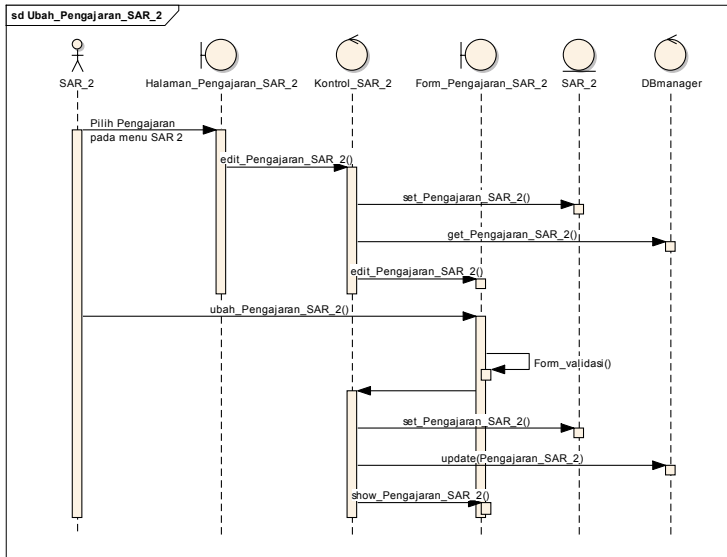 sd Ubah_Pengajaran_SAR_2
SAR_2
Halaman_Pengajaran_SAR_2
Kontrol_SAR_2
Form_Pengajaran_SAR_2
SAR_2
DBmanager
Pilih Pengajaran
pada menu SAR 2
edit_Pengajaran_SAR_2()
set_Pengajaran_SAR_2()
get_Pengajaran_SAR_2()
edit_Pengajaran_SAR_2()
ubah_Pengajaran_SAR_2()
Form_validasi()
set_Pengajaran_SAR_2()
update(Pengajaran_SAR_2)
show_Pengajaran_SAR_2()